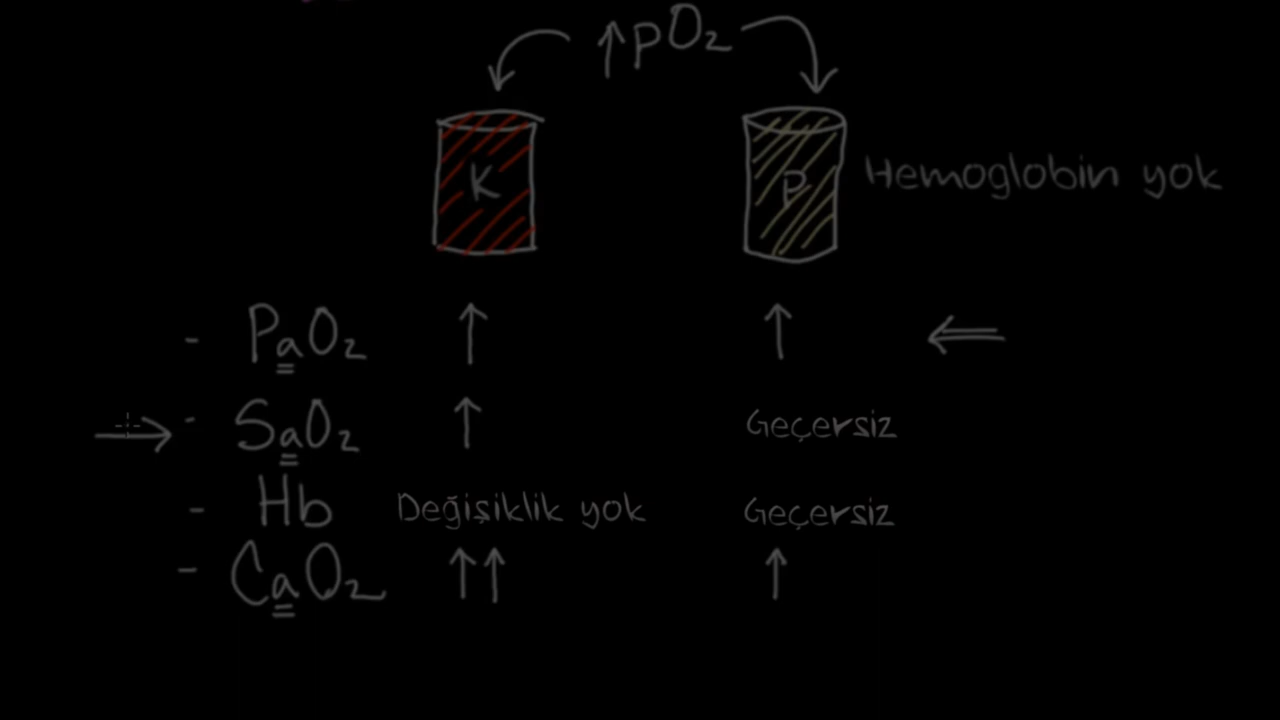 ↑pO₂
K P Hemoglobin yok
- PaO₂ ↑ ↑ ⇐
→ - SaO₂ ↑ Geçersiz
- Hb Değişiklik yok Geçersiz
- CaO₂ ↑↑ ↑